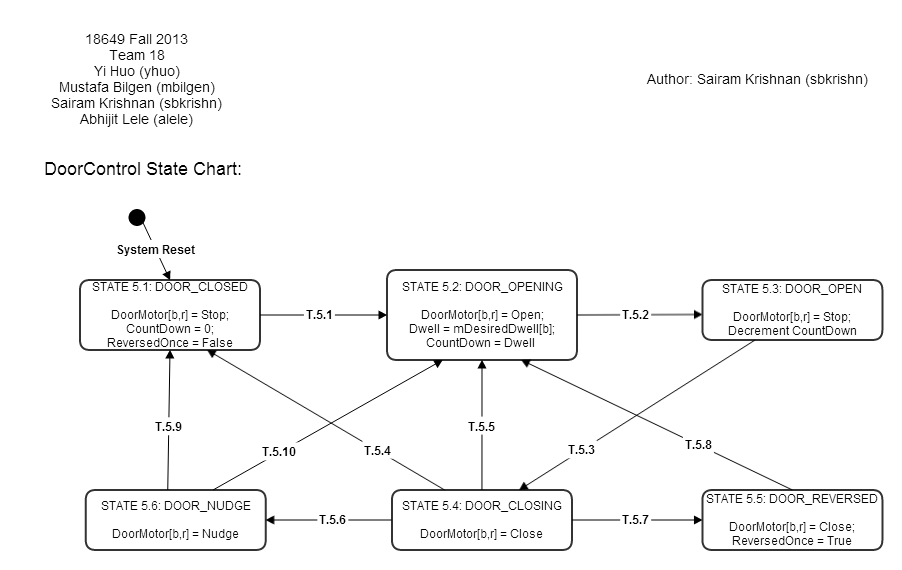 18649 Fall 2013
Team 18
Yi Huo (yhuo)
Mustafa Bilgen (mbilgen)
Sairam Krishnan (sbkrishn)
Abhijit Lele (alele)
Author: Sairam Krishnan (sbkrishn)
DoorControl State Chart:
System Reset
STATE 5.1: DOOR_CLOSED
DoorMotor[b,r] = Stop;
CountDown = 0;
ReversedOnce = False
T.5.1
STATE 5.2: DOOR_OPENING
DoorMotor[b,r] = Open;
Dwell = mDesiredDwell[b];
CountDown = Dwell
T.5.2
STATE 5.3: DOOR_OPEN
DoorMotor[b,r] = Stop;
Decrement CountDown
T.5.9
T.5.10
T.5.4
T.5.5
T.5.3
T.5.8
STATE 5.6: DOOR_NUDGE
DoorMotor[b,r] = Nudge
T.5.6
STATE 5.4: DOOR_CLOSING
DoorMotor[b,r] = Close
T.5.7
STATE 5.5: DOOR_REVERSED
DoorMotor[b,r] = Close;
ReversedOnce = True